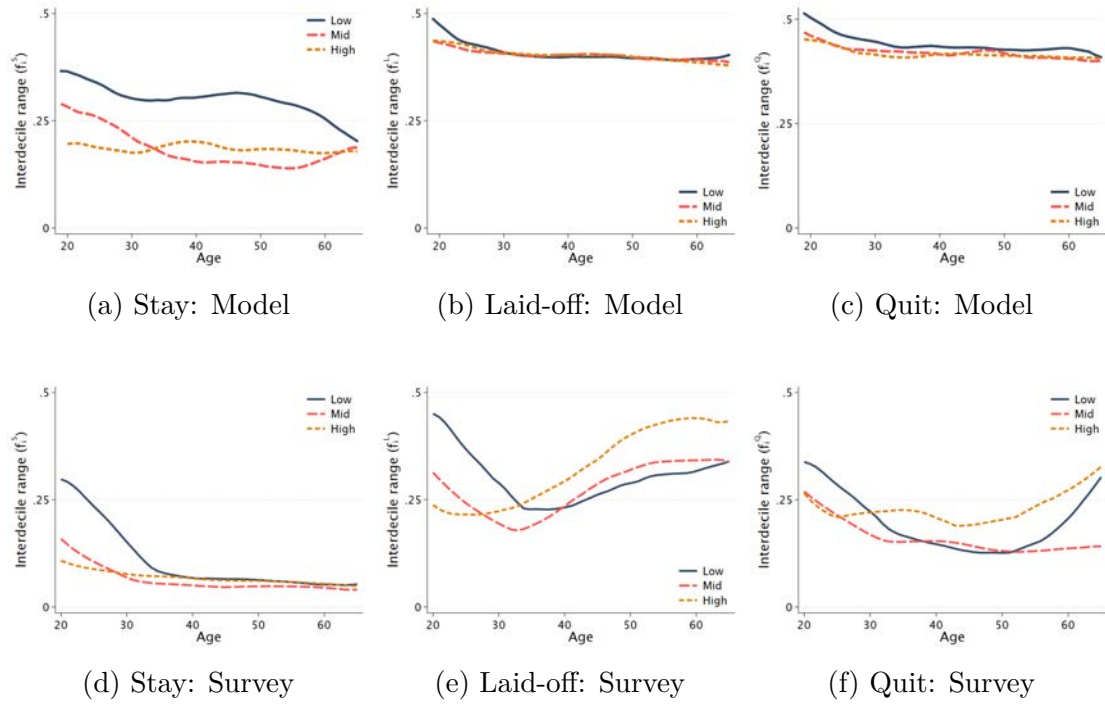 Interdecile range (f_i^S)
.5
.25
0
Low
Mid
High
20 30 40 50 60
Age
(a) Stay: Model
Interdecile range (f_i^L)
.5
.25
0
Low
Mid
High
20 30 40 50 60
Age
(b) Laid-off: Model
Interdecile range (f_i^Q)
.5
.25
0
Low
Mid
High
20 30 40 50 60
Age
(c) Quit: Model
Interdecile range (f_i^S)
.5
.25
0
Low
Mid
High
20 30 40 50 60
Age
(d) Stay: Survey
Interdecile range (f_i^L)
.5
.25
0
Low
Mid
High
20 30 40 50 60
Age
(e) Laid-off: Survey
Interdecile range (f_i^Q)
.5
.25
0
Low
Mid
High
20 30 40 50 60
Age
(f) Quit: Survey